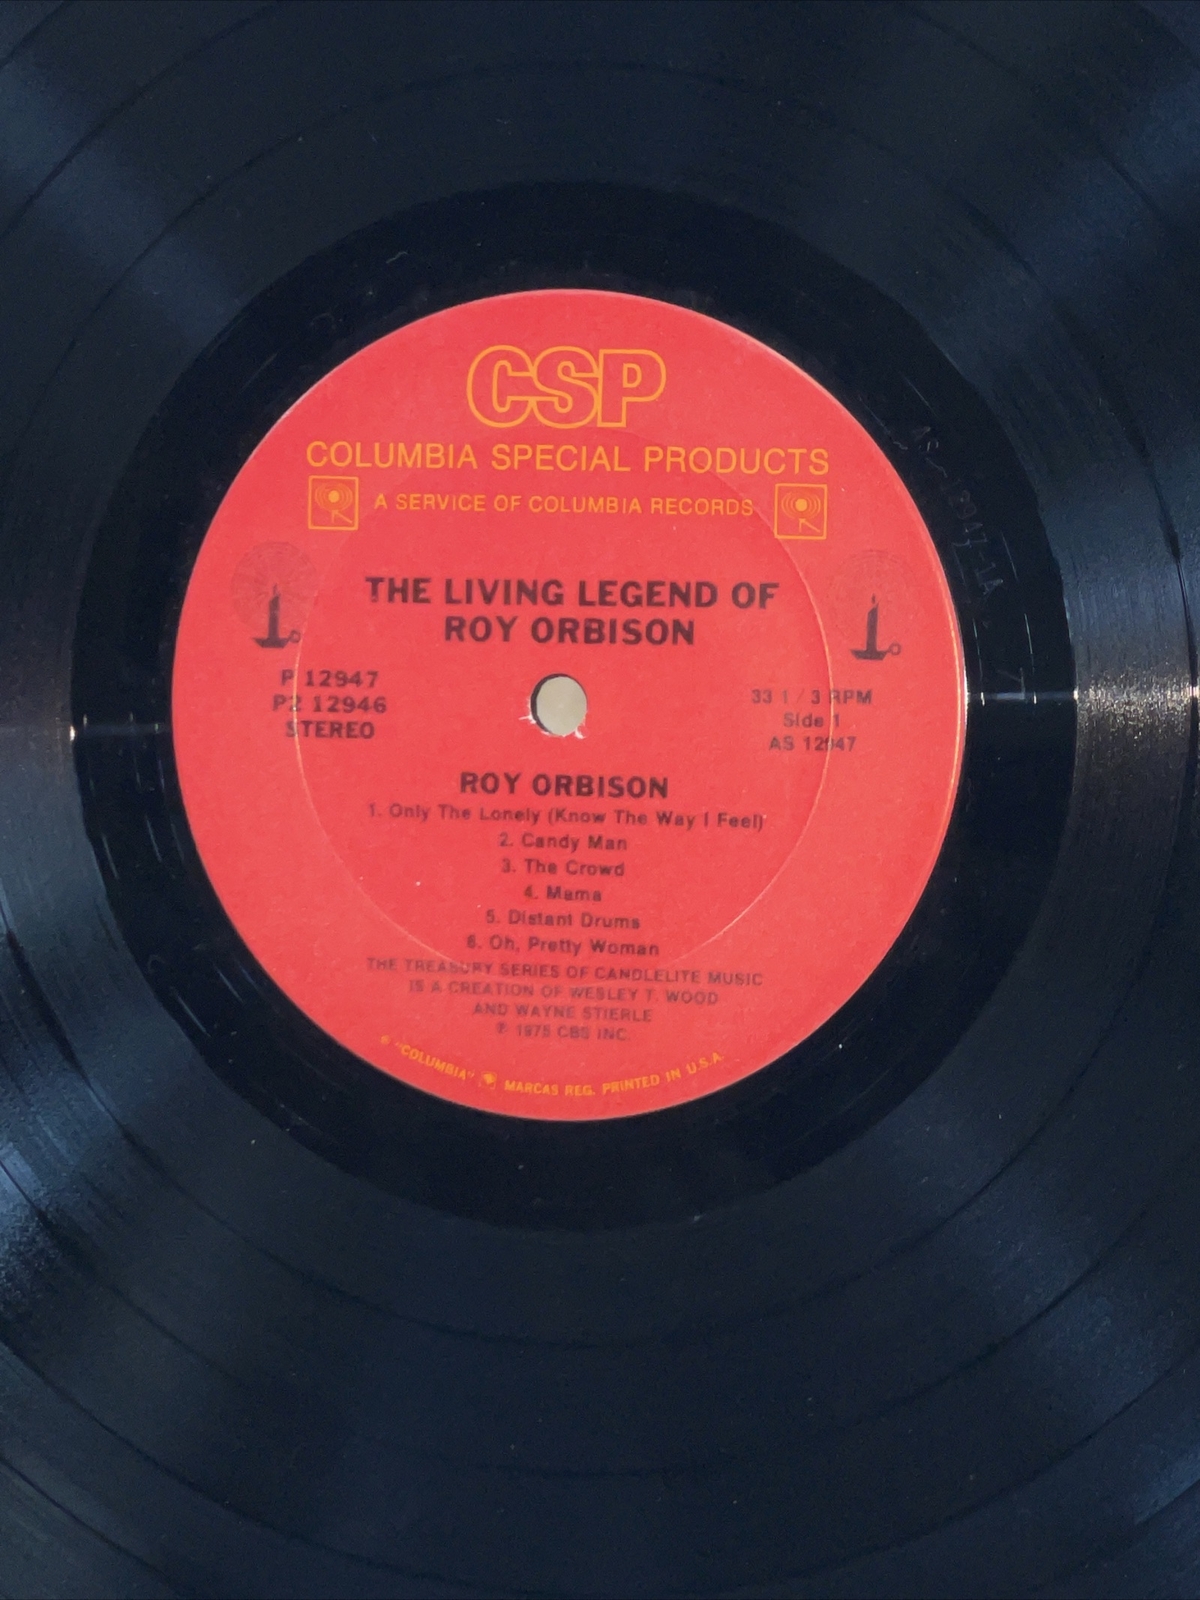 CSP
COLUMBIA SPECIAL PRODUCTS
A SERVICE OF COLUMBIA RECORDS
THE LIVING LEGEND OF
ROY ORBISON
P 12947
P2 12946
STEREO
33 1/3 RPM
Side 1
AS 12947
ROY ORBISON
1. Only The Lonely (Know The Way I Feel)
2. Candy Man
3. The Crowd
4. Mama
5. Distant Drums
6. Oh, Pretty Woman
THE TREASURY SERIES OF CANDLELITE MUSIC
IS A CREATION OF WESLEY T. WOOD
AND WAYNE STIERLE
℗ 1975 CBS INC.
® "COLUMBIA" MARCAS REG. PRINTED IN U.S.A.
AS-12947-1A